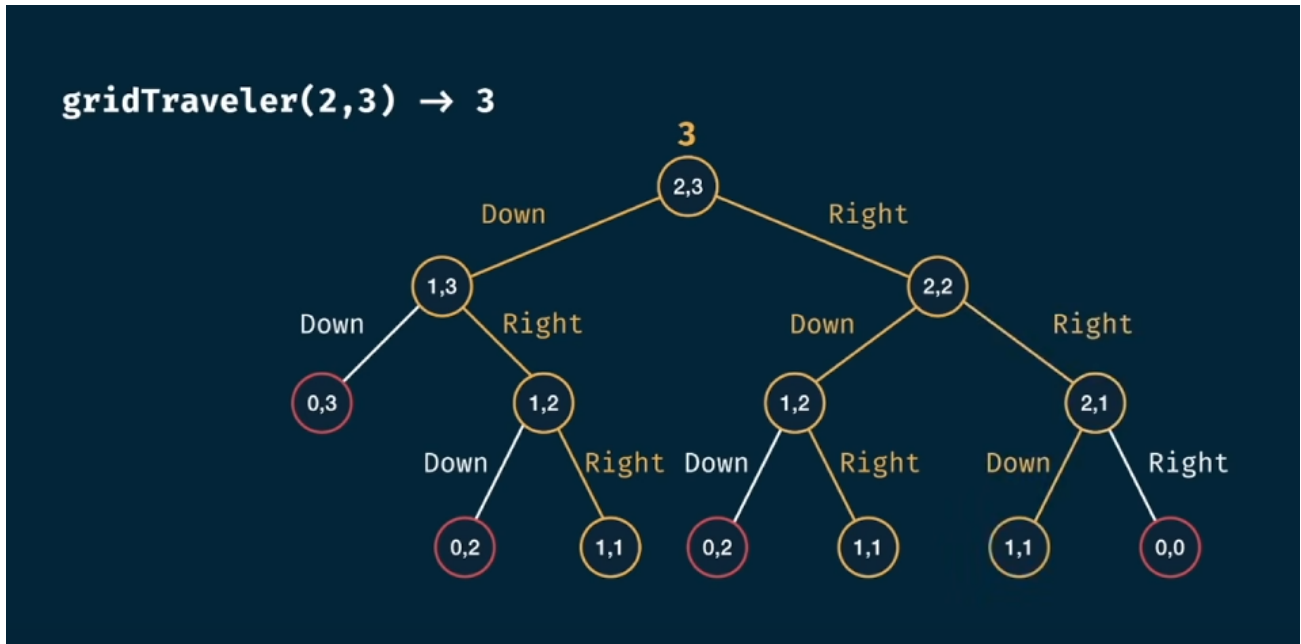 gridTraveler(2,3) → 3
3
2,3
Down Right
1,3 2,2
Down Right Down Right
0,3 1,2 1,2 2,1
Down Right Down Right Down Right
0,2 1,1 0,2 1,1 1,1 0,0